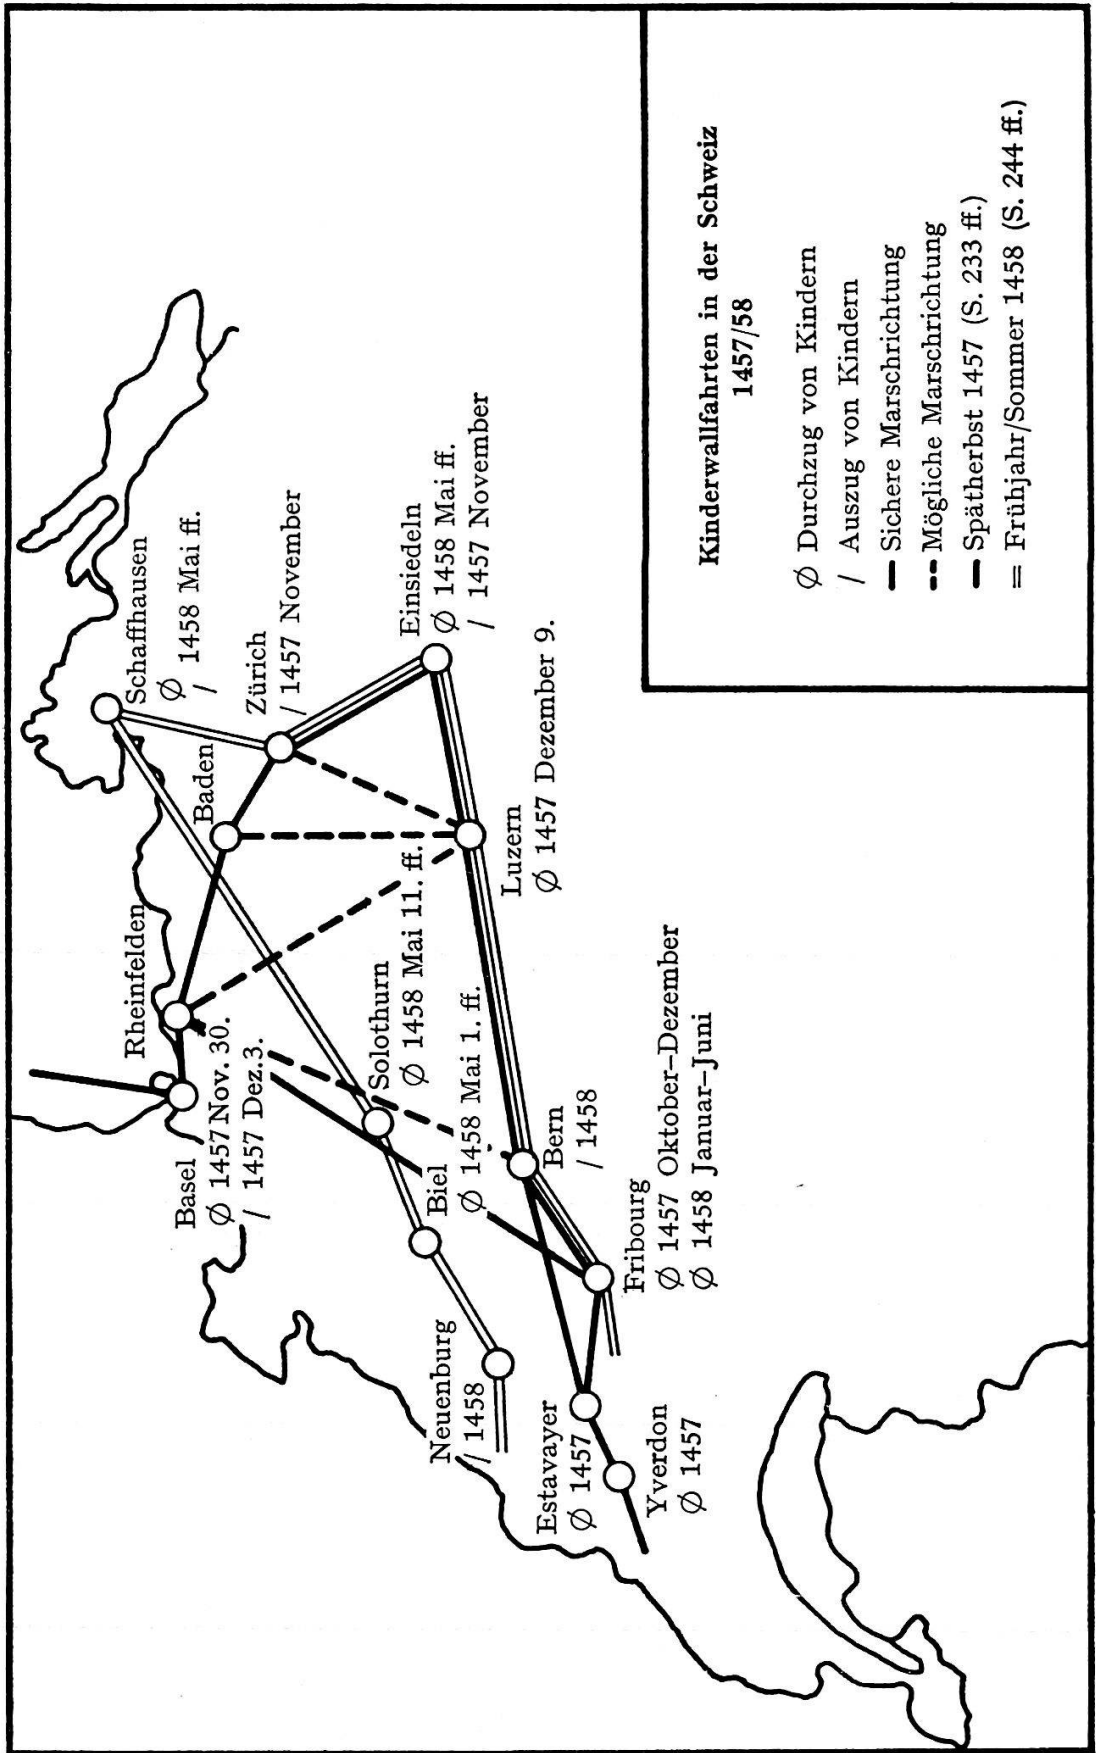 Kinderwallfahrten in der Schweiz
1457/58
Ø Durchzug von Kindern
/ Auszug von Kindern
━ Sichere Marschrichtung
╍ Mögliche Marschrichtung
━ Spätherbst 1457 (S. 233 ff.)
= Frühjahr/Sommer 1458 (S. 244 ff.)
Schaffhausen
Ø 1458 Mai ff.
/
Zürich
/ 1457 November
Einsiedeln
Ø 1458 Mai ff.
/ 1457 November
Baden
Luzern
Ø 1457 Dezember 9.
Rheinfelden
Basel
Ø 1457 Nov. 30.
/ 1457 Dez. 3.
Solothurn
Ø 1458 Mai 11. ff.
Biel
Ø 1458 Mai 1. ff.
Bern
/ 1458
Fribourg
Ø 1457 Oktober–Dezember
Ø 1458 Januar–Juni
Neuenburg
/ 1458
Estavayer
Ø 1457
Yverdon
Ø 1457